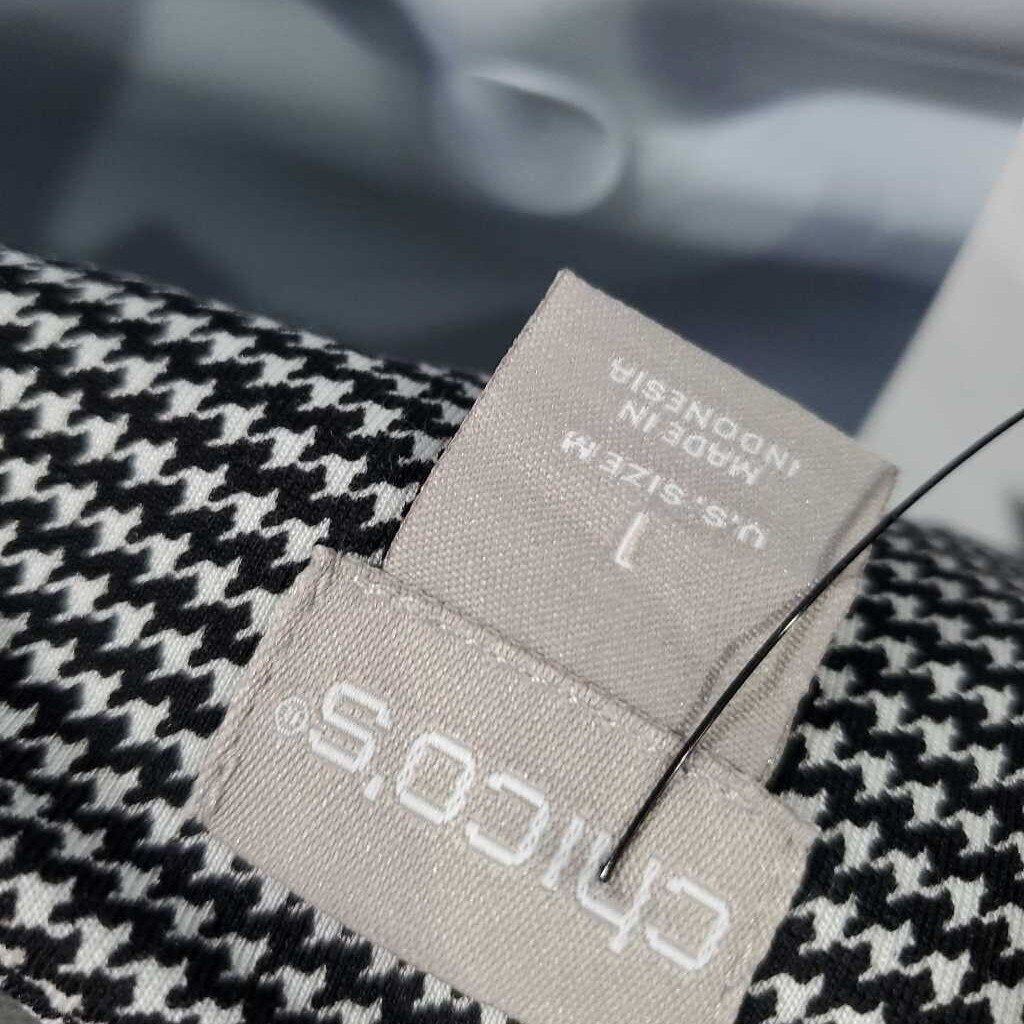 chico's®
1
U.S. SIZE M
MADE IN
INDONESIA